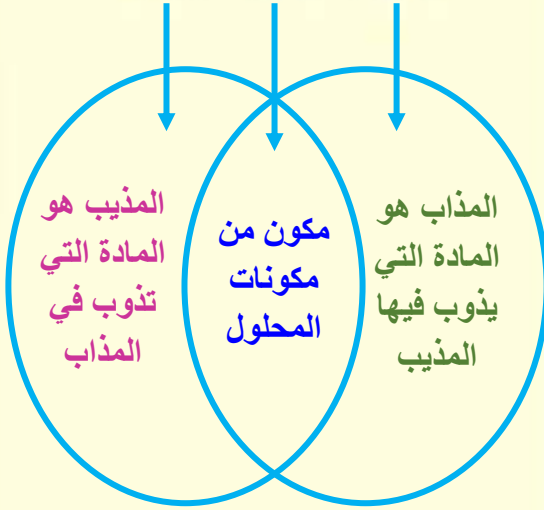 المذاب هو
المادة التي
يذوب فيها
المذيب
مكون من
مكونات
المحلول
المذيب هو
المادة التي
تذوب في
المذاب